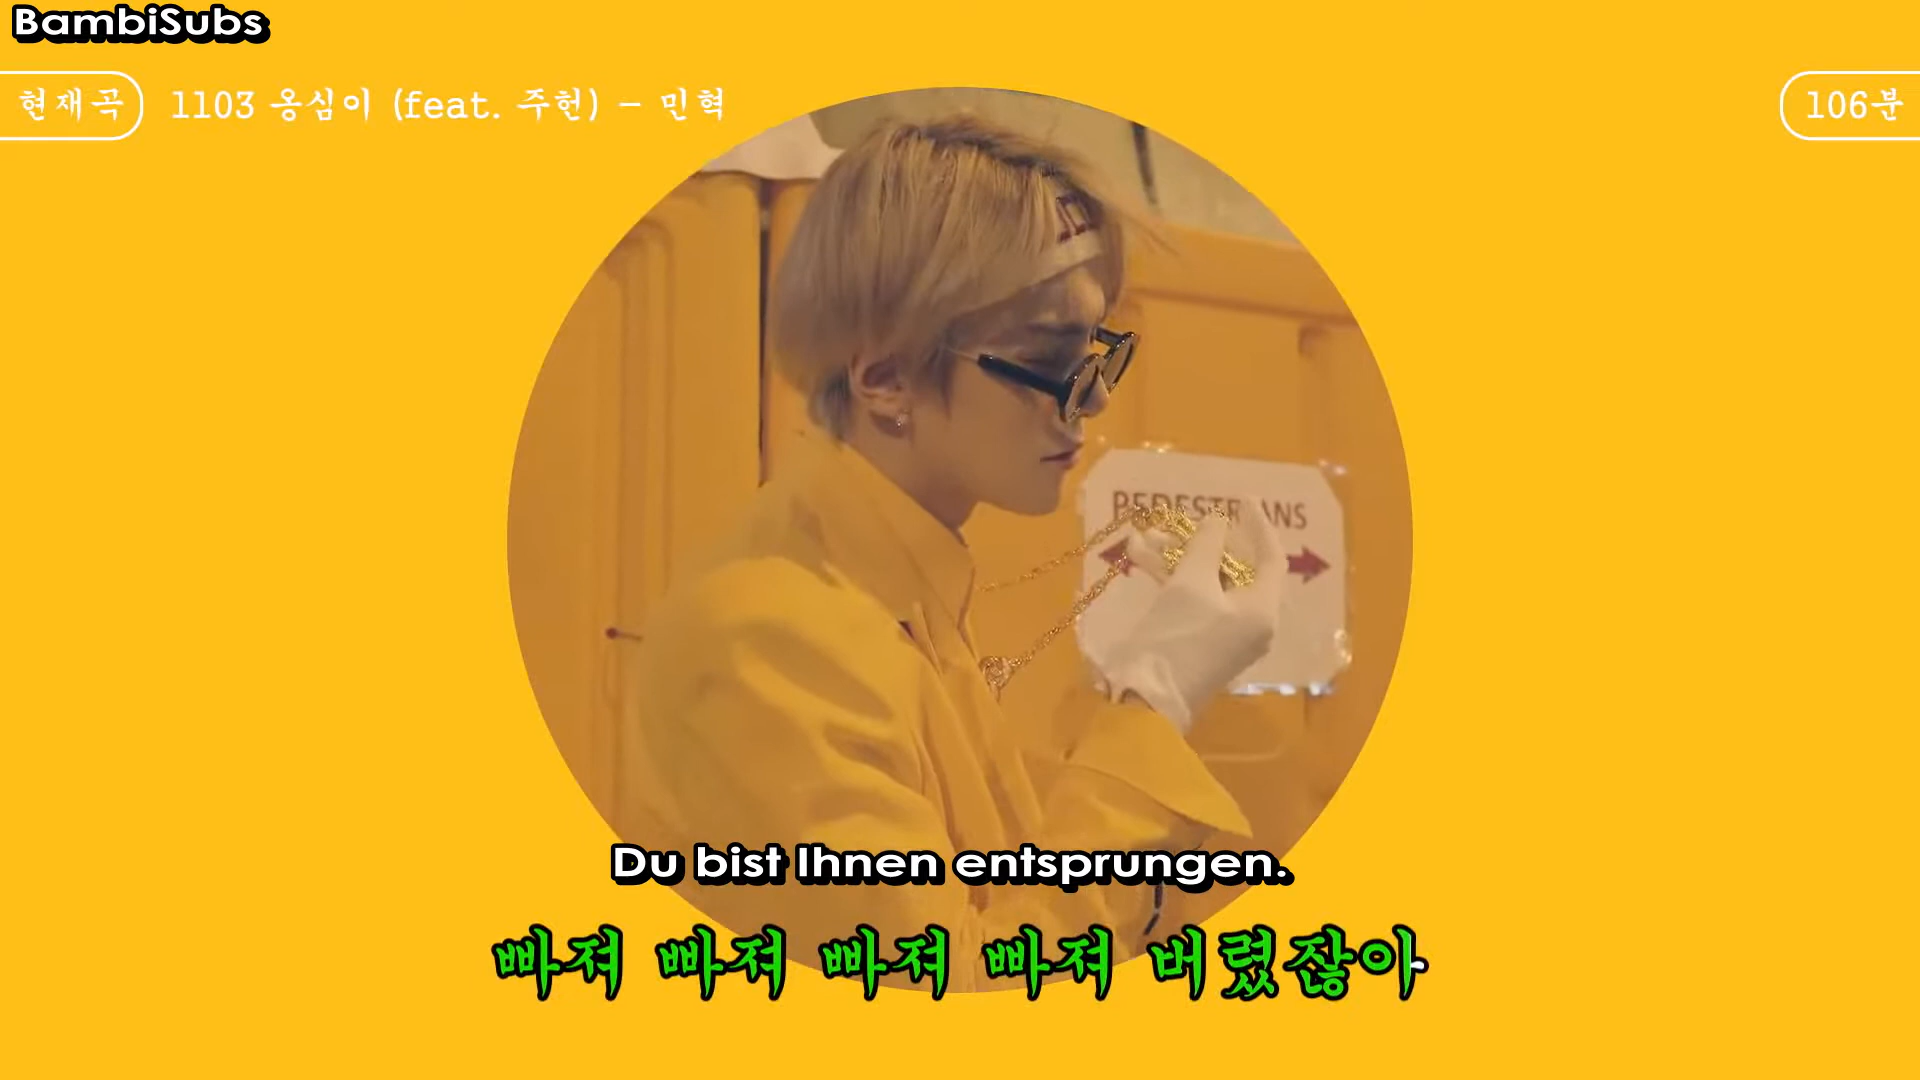 BambiSubs
현재곡 1103 옹심이 (feat. 주헌) - 민혁
106분
PEDESTRIANS
Du bist Ihnen entsprungen.
빠져 빠져 빠져 빠져 버렸잖아